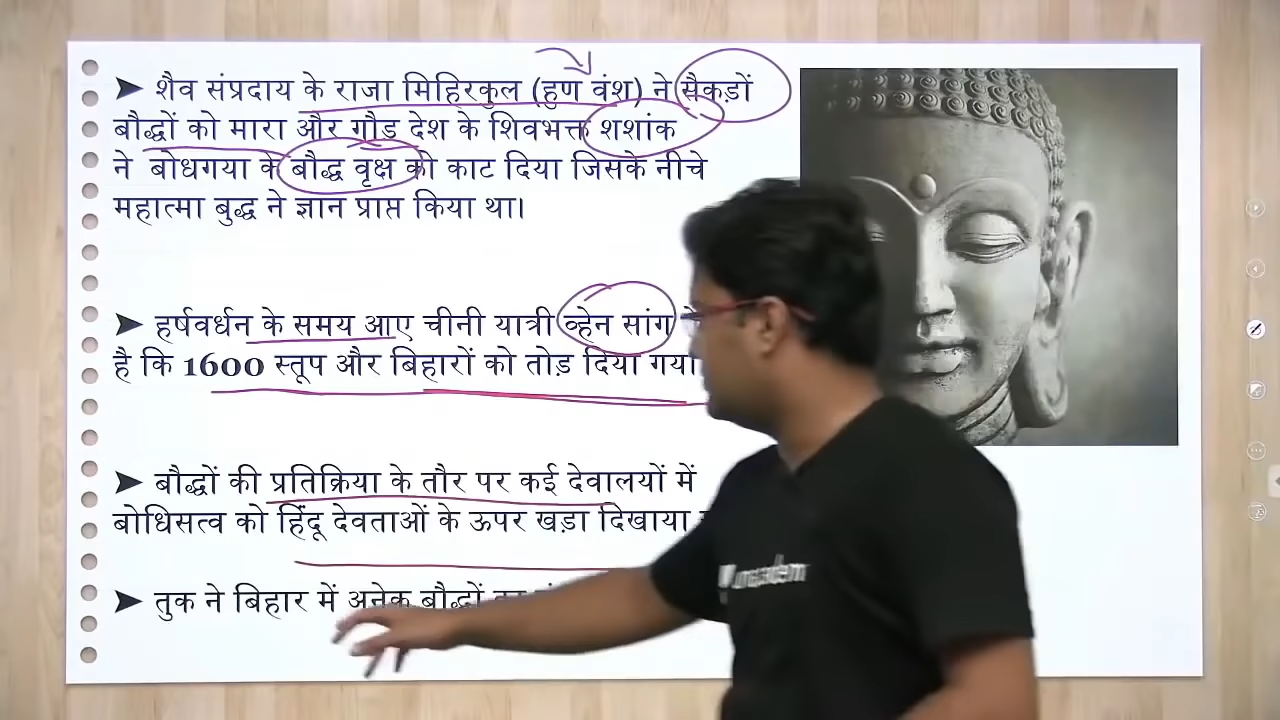 ➤ शैव संप्रदाय के राजा मिहिरकुल (हुण वंश) ने सैकड़ों
बौद्धों को मारा और गौड़ देश के शिवभक्त शशांक
ने बोधगया के बौद्ध वृक्ष को काट दिया जिसके नीचे
महात्मा बुद्ध ने ज्ञान प्राप्त किया था।
➤ हर्षवर्धन के समय आए चीनी यात्री व्हेन सांग
है कि 1600 स्तूप और बिहारों को तोड़ दिया गया
➤ बौद्धों की प्रतिक्रिया के तौर पर कई देवालयों में
बोधिसत्व को हिंदू देवताओं के ऊपर खड़ा दिखाया
➤ तुक ने बिहार में अनेक बौद्धों